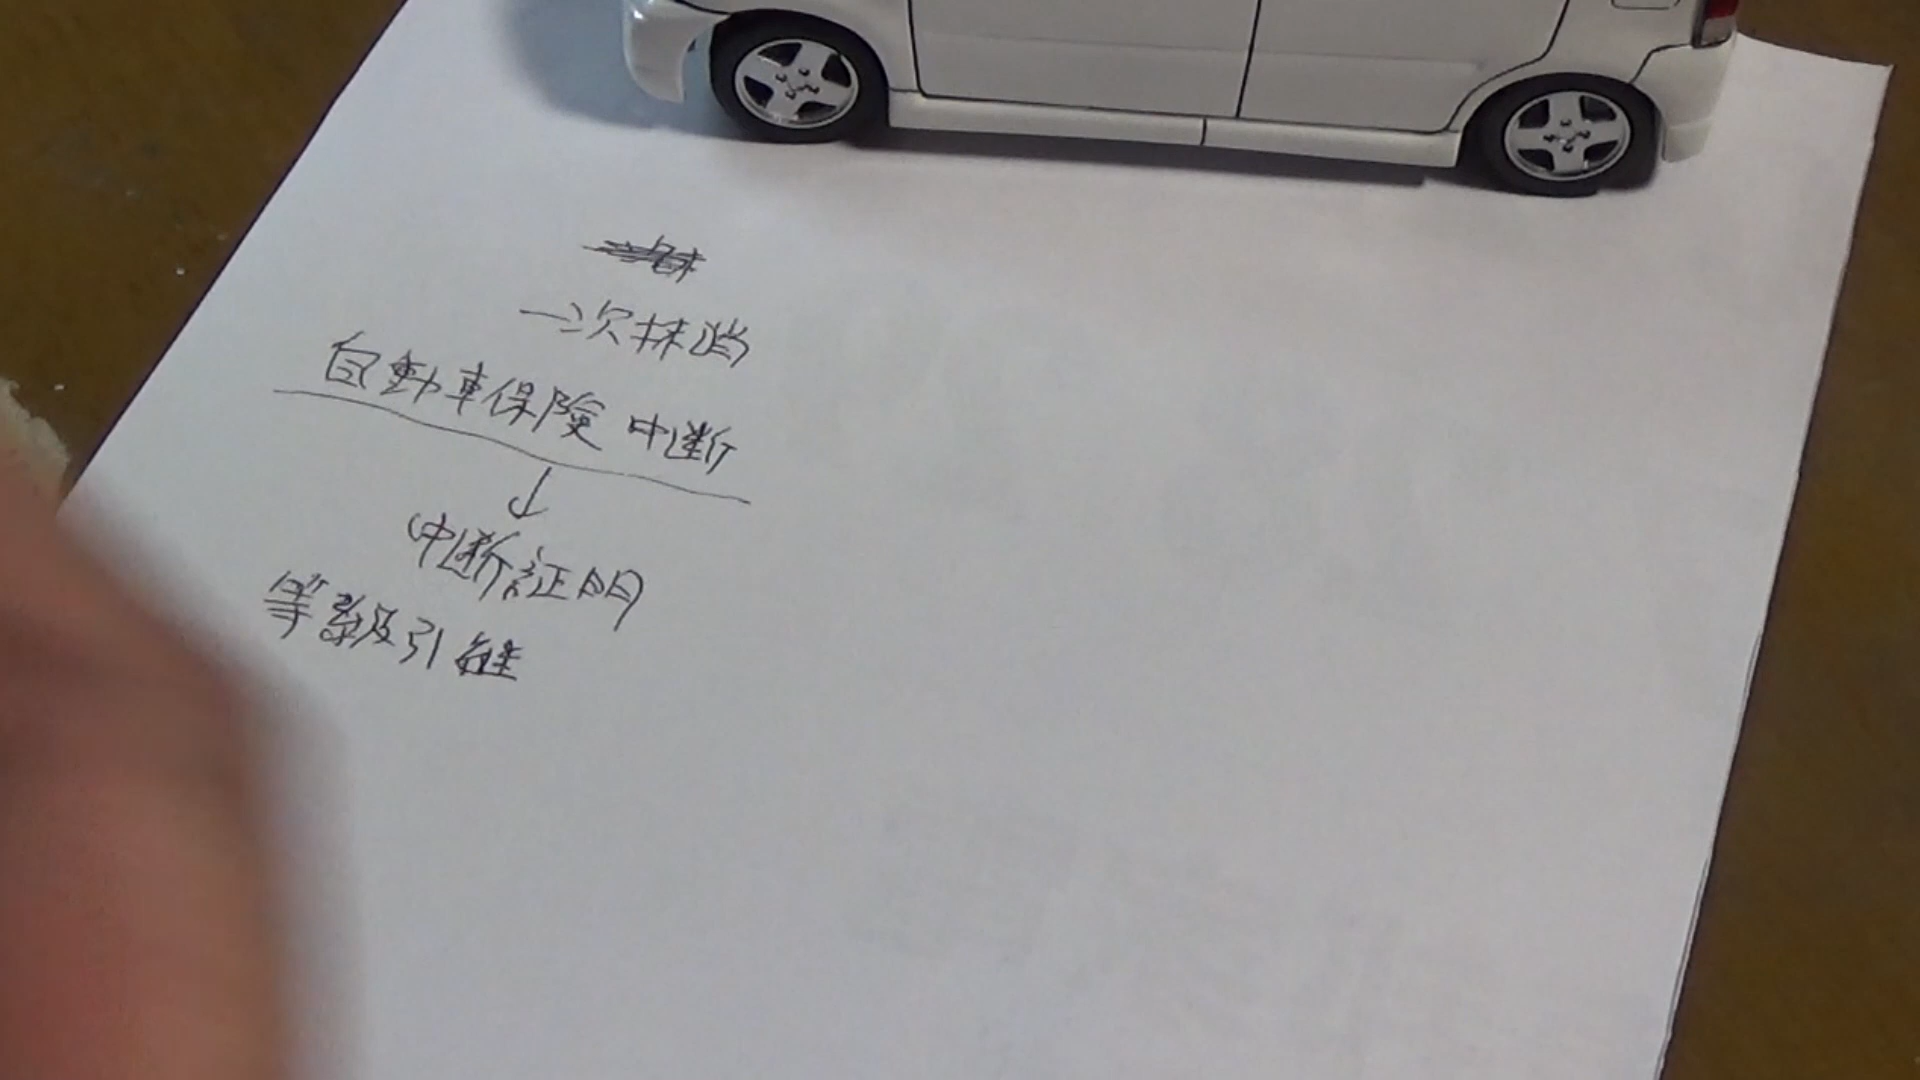 一次抹消
自動車保険 中断
↓
中断証明
等級引継